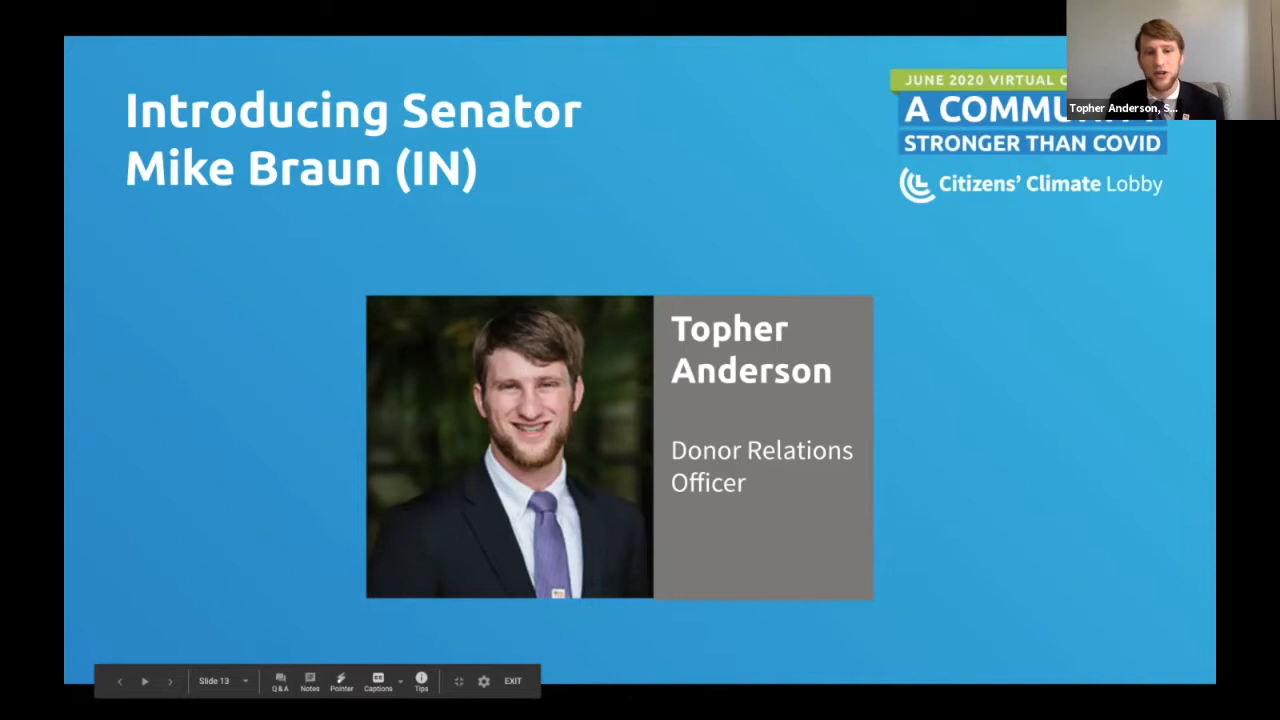 Introducing Senator
Mike Braun (IN)
JUNE 2020 VIRTUAL
A
STRONGER THAN COVID
Citizens' Climate Lobby
Topher Anderson, S...
Topher
Anderson
Donor Relations
Officer
Slide 13
Q&A
Notes
Pointer
Captions
CC
Tips
EXIT